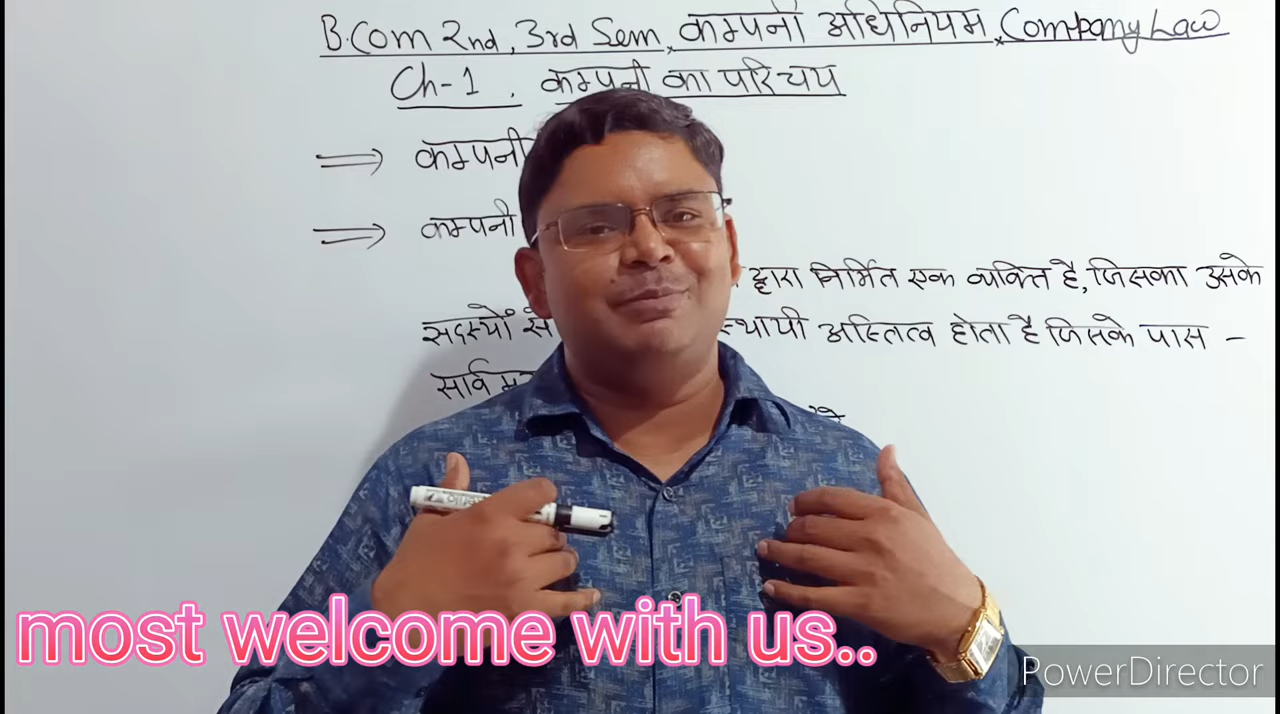 B.Com 2nd, 3rd Sem, कम्पनी अधिनियम, Company Law
Ch-1. कम्पनी का परिचय
⇒ कम्पनी
⇒ कम्पनी
द्वारा निर्मित एक व्यक्ति है, जिसका उसके
सदस्यों से स्थायी अस्तित्व होता है जिसके पास -
most welcome with us..
PowerDirector